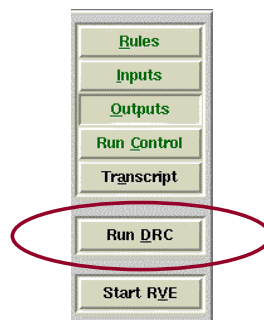 Rules
Inputs
Outputs
Run Control
Transcript
Run DRC
Start RVE